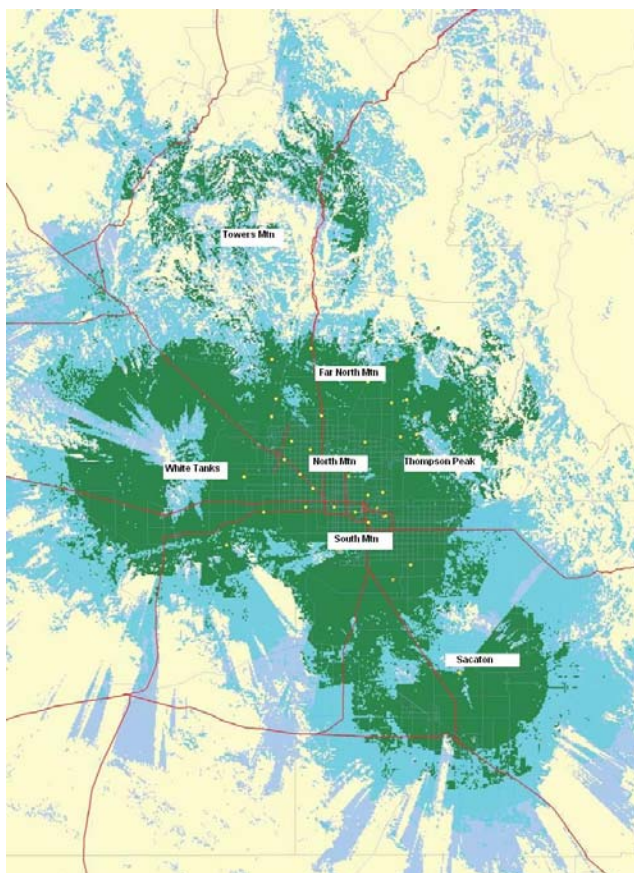 Towers Mtn
Far North Mtn
White Tanks
North Mtn
Thompson Peak
South Mtn
Sacaton